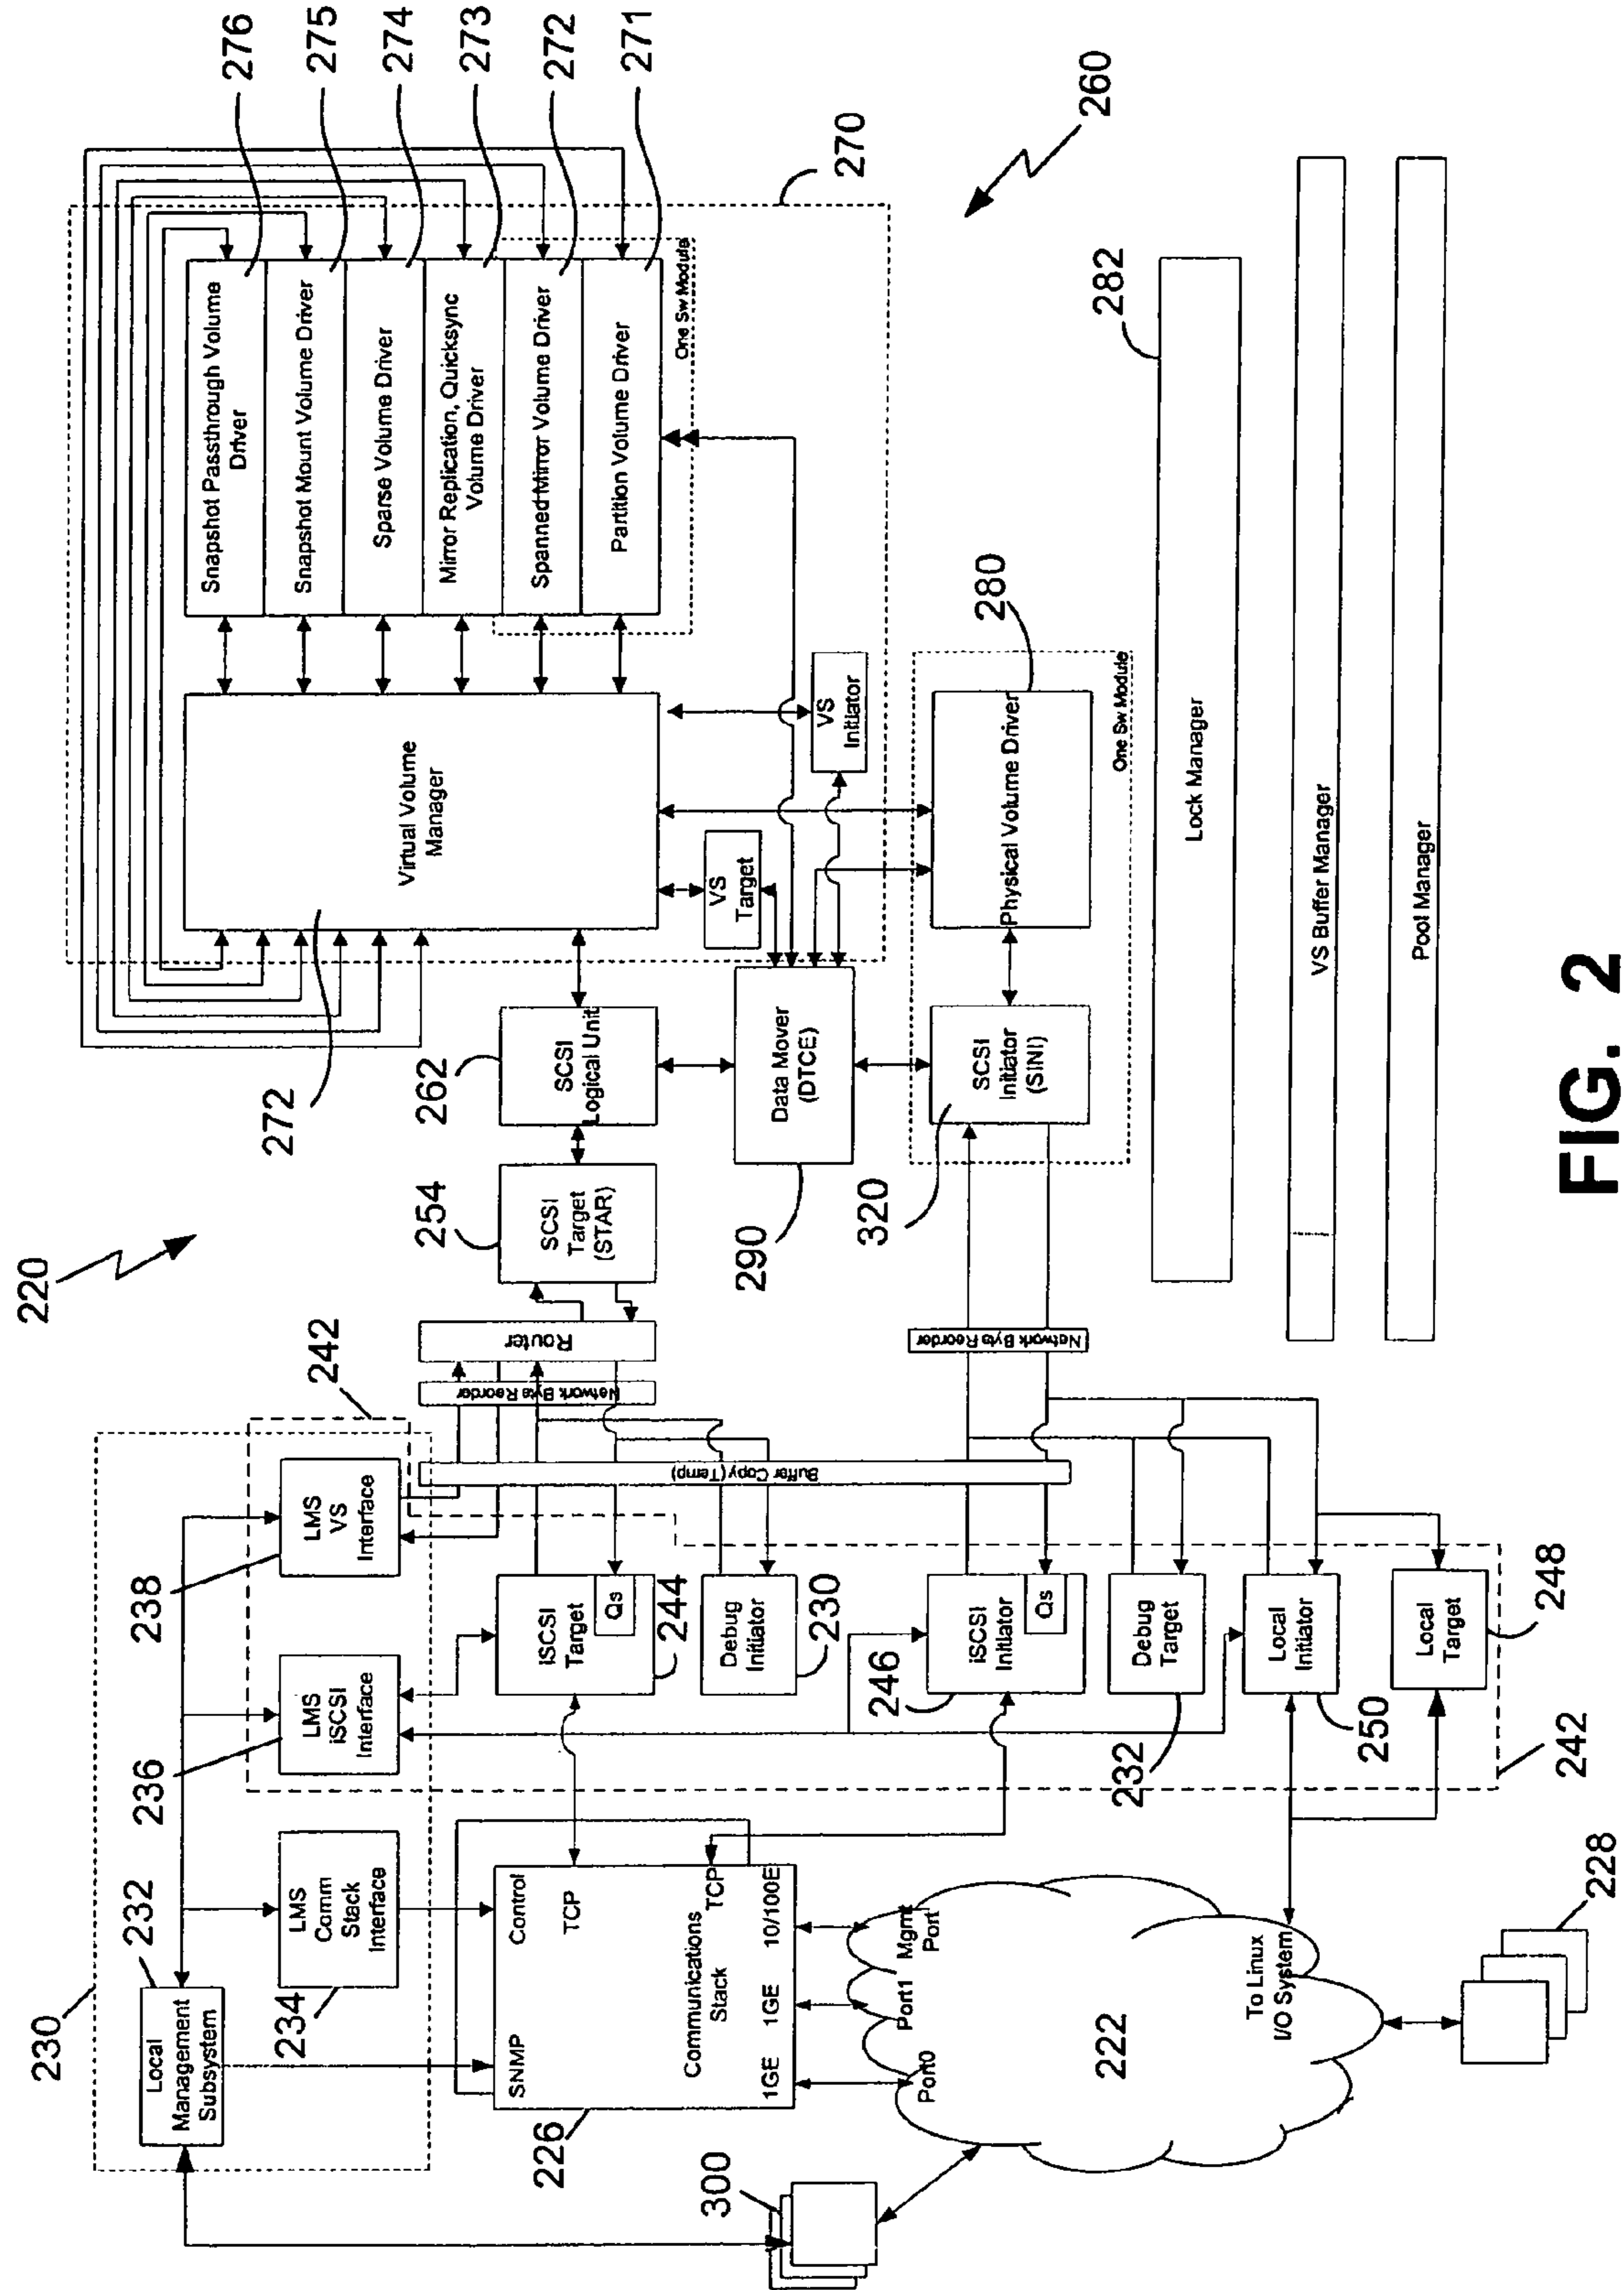 220
230
232
Local
Management
Subsystem
234
LMS
Comm
Stack
Interface
236
LMS
iSCSI
Interface
238
LMS
VS
Interface
242
226
SNMP
Control
TCP
TCP
Communications
Stack
1GE
1GE
10/100E
300
Port0
Port1
Mgmt
Port
222
To Linux
I/O System
228
iSCSI
Target
Qs
244
Debug
Initiator
230
246
iSCSI
Initiator
Qs
Debug
Target
232
Local
Initiator
250
Local
Target
248
242
Buffer Copy (Temp)
Network Byte Reorder
Router
Network Byte Reorder
254
SCSI
Target
(STAR)
262
SCSI
Logical Unit
290
Data Mover
(DTCE)
320
SCSI
Initiator
(SINI)
Physical Volume Driver
280
One Sw Module
272
Virtual Volume
Manager
VS
Target
VS
Initiator
Snapshot Passthrough Volume
Driver
Snapshot Mount Volume Driver
Sparse Volume Driver
Mirror Replication, Quicksync
Volume Driver
Spanned Mirror Volume Driver
Partition Volume Driver
One Sw Module
276
275
274
273
272
271
270
260
282
Lock Manager
VS Buffer Manager
Pool Manager
FIG. 2